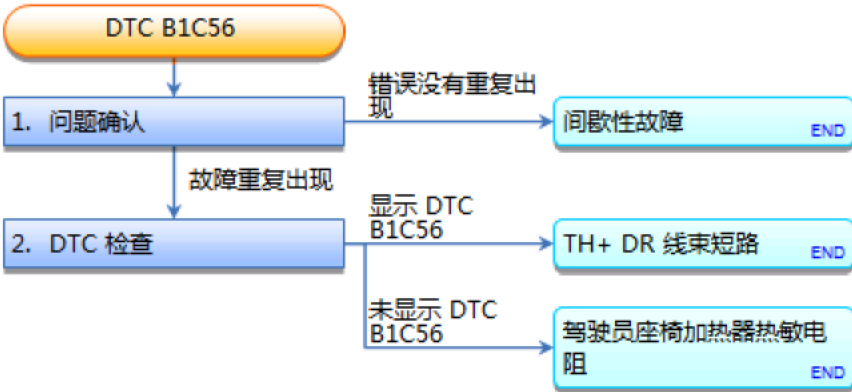 DTC B1C56
错误没有重复出
现
1. 问题确认
间歇性故障
END
故障重复出现
显示 DTC
B1C56
2. DTC 检查
TH+ DR 线束短路
END
未显示 DTC
B1C56
驾驶员座椅加热器热敏电
阻
END